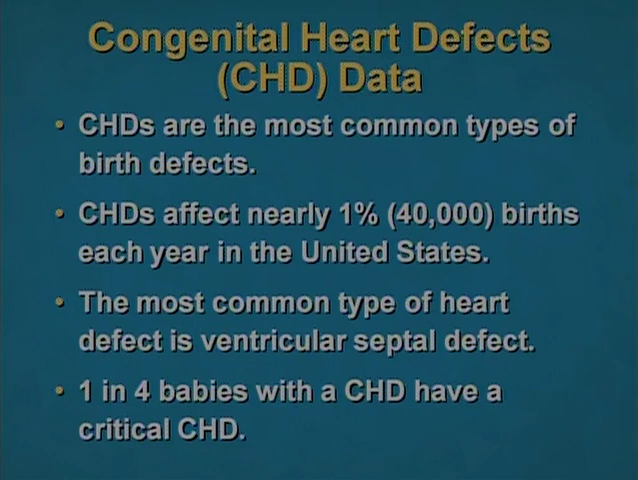 Congenital Heart Defects
(CHD) Data
• CHDs are the most common types of
birth defects.
• CHDs affect nearly 1% (40,000) births
each year in the United States.
• The most common type of heart
defect is ventricular septal defect.
• 1 in 4 babies with a CHD have a
critical CHD.